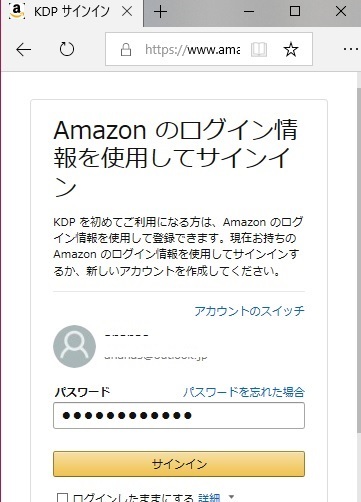 KDP サインイン
https://www.ama
Amazon のログイン情
報を使用してサインイ
ン
KDP を初めてご利用になる方は、Amazon のログ
イン情報を使用して登録できます。現在お持ちの
Amazon のログイン情報を使用してサインインす
るか、新しいアカウントを作成してください。
アカウントのスイッチ
パスワード パスワードを忘れた場合
サインイン
ログインしたままにする 詳細